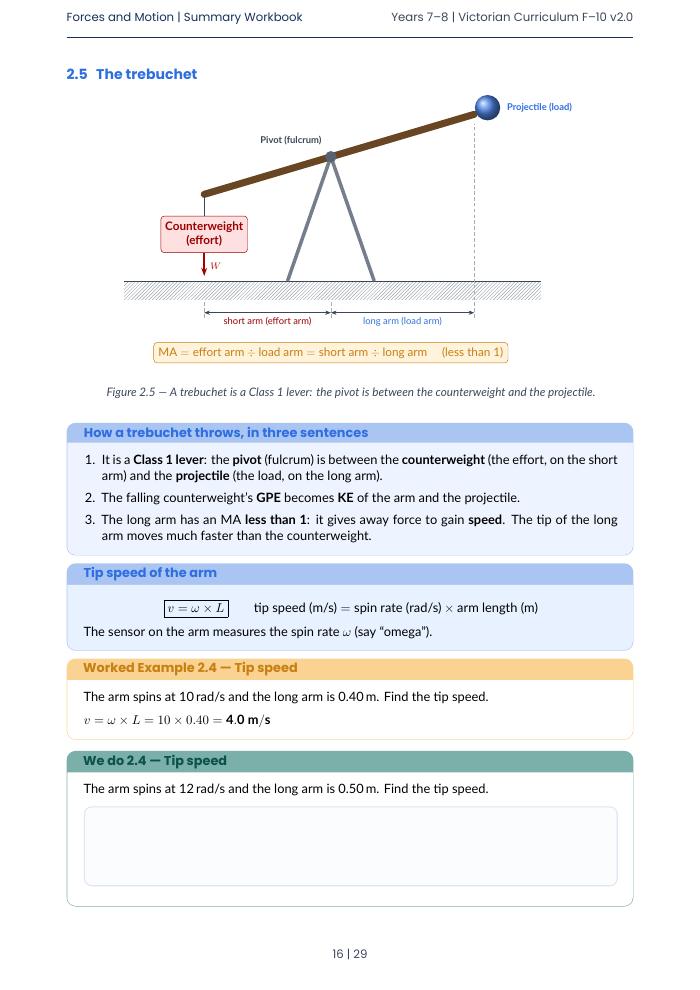 Forces and Motion | Summary Workbook
Years 7–8 | Victorian Curriculum F–10 v2.0
2.5 The trebuchet
Projectile (load)
Pivot (fulcrum)
Counterweight
(effort)
W
short arm (effort arm)
long arm (load arm)
MA = effort arm ÷ load arm = short arm ÷ long arm (less than 1)
Figure 2.5 — A trebuchet is a Class 1 lever: the pivot is between the counterweight and the projectile.
How a trebuchet throws, in three sentences
1. It is a Class 1 lever: the pivot (fulcrum) is between the counterweight (the effort, on the short
arm) and the projectile (the load, on the long arm).
2. The falling counterweight's GPE becomes KE of the arm and the projectile.
3. The long arm has an MA less than 1: it gives away force to gain speed. The tip of the long
arm moves much faster than the counterweight.
Tip speed of the arm
v = ω × L tip speed (m/s) = spin rate (rad/s) × arm length (m)
The sensor on the arm measures the spin rate ω (say “omega”).
Worked Example 2.4 — Tip speed
The arm spins at 10 rad/s and the long arm is 0.40 m. Find the tip speed.
v = ω × L = 10 × 0.40 = 4.0 m/s
We do 2.4 — Tip speed
The arm spins at 12 rad/s and the long arm is 0.50 m. Find the tip speed.
16 | 29